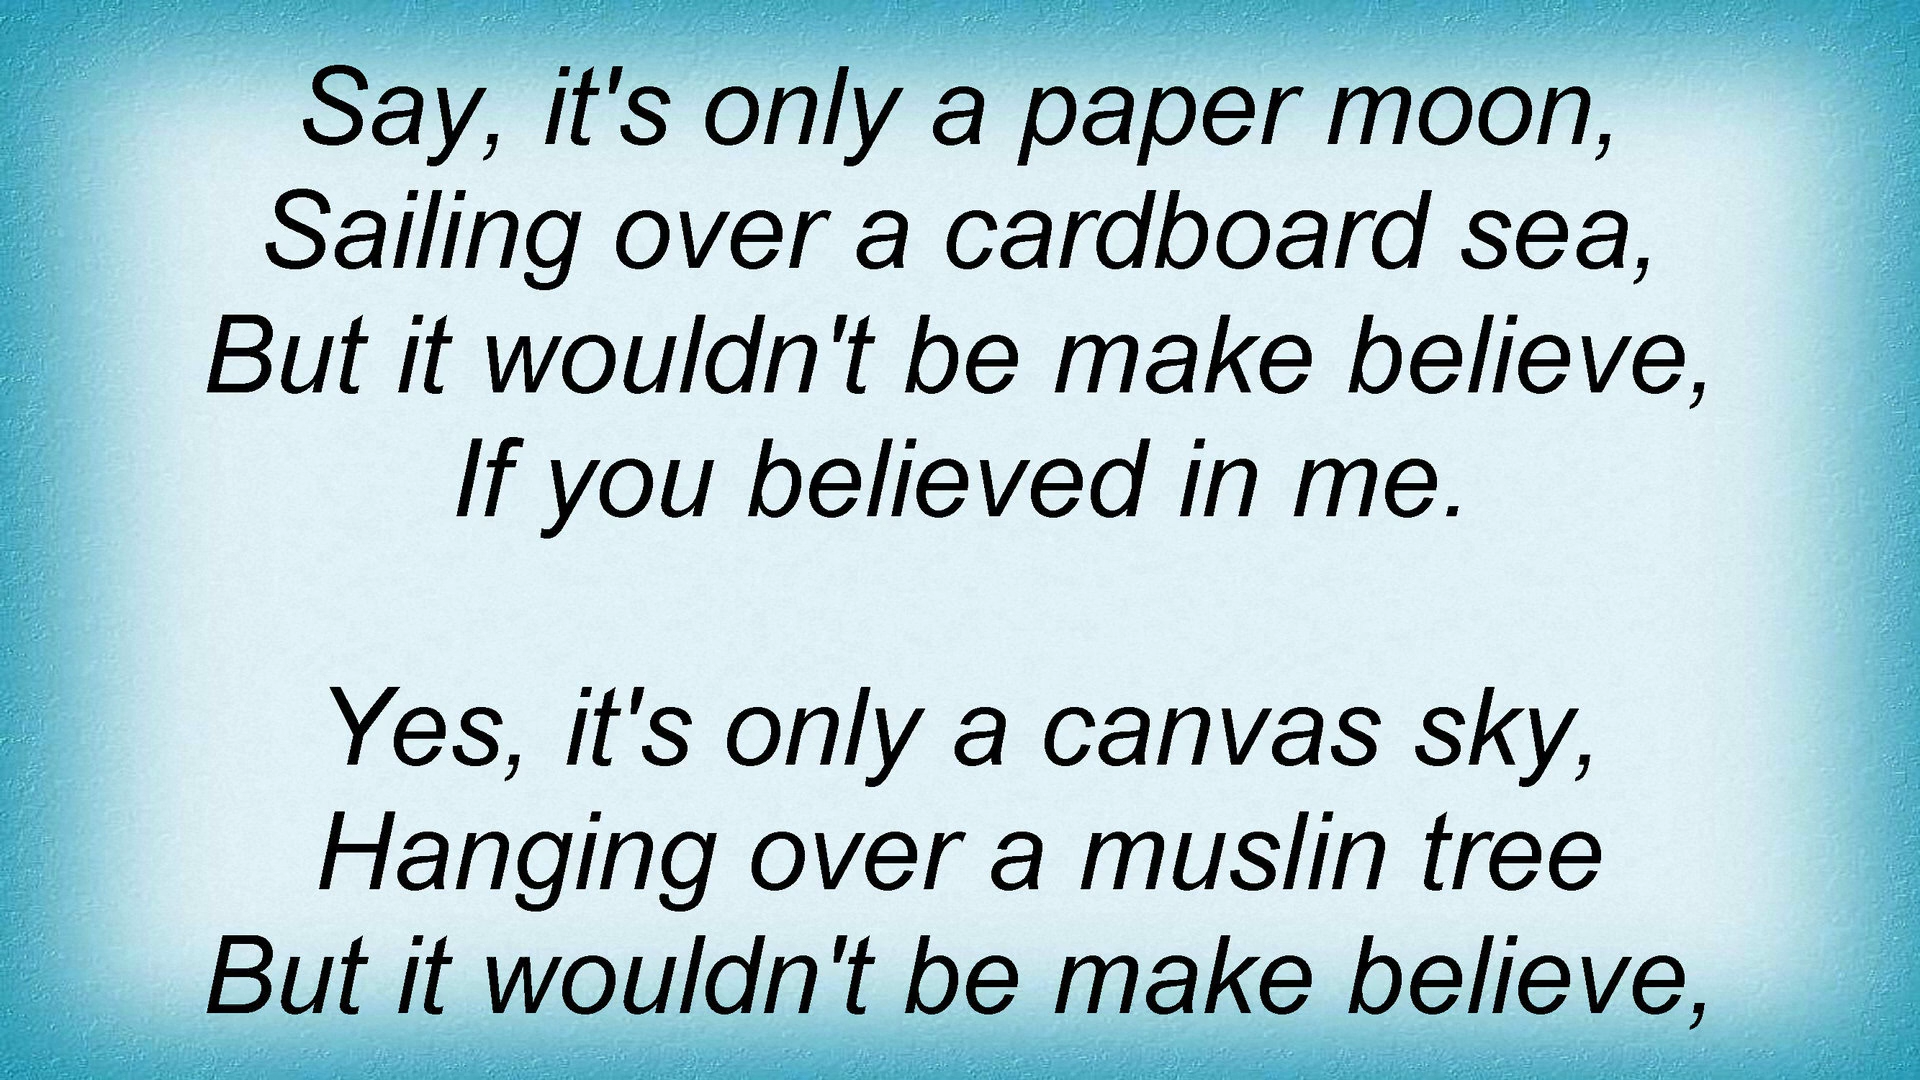 Say, it's only a paper moon,
Sailing over a cardboard sea,
But it wouldn't be make believe,
If you believed in me.
Yes, it's only a canvas sky,
Hanging over a muslin tree
But it wouldn't be make believe,